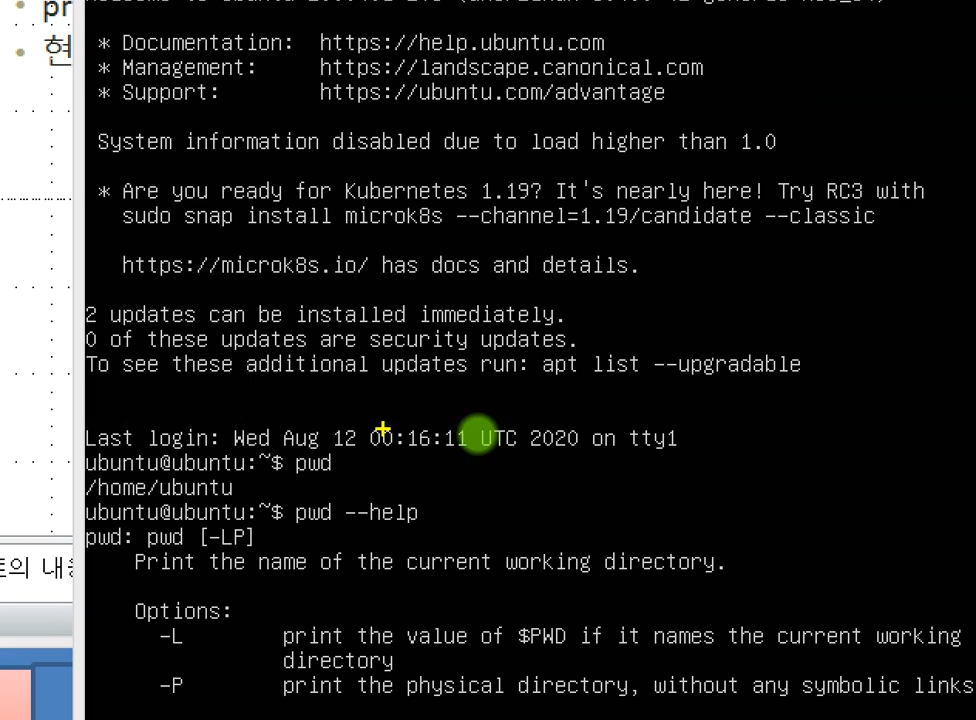 pr
현
* Documentation: https://help.ubuntu.com
* Management: https://landscape.canonical.com
* Support: https://ubuntu.com/advantage
System information disabled due to load higher than 1.0
* Are you ready for Kubernetes 1.19? It's nearly here! Try RC3 with
sudo snap install microk8s --channel=1.19/candidate --classic
https://microk8s.io/ has docs and details.
2 updates can be installed immediately.
0 of these updates are security updates.
To see these additional updates run: apt list --upgradable
Last login: Wed Aug 12 00:16:11 UTC 2020 on tty1
ubuntu@ubuntu:~$ pwd
/home/ubuntu
ubuntu@ubuntu:~$ pwd --help
pwd: pwd [-LP]
Print the name of the current working directory.
트의 내용
Options:
-L print the value of $PWD if it names the current working
directory
-P print the physical directory, without any symbolic links